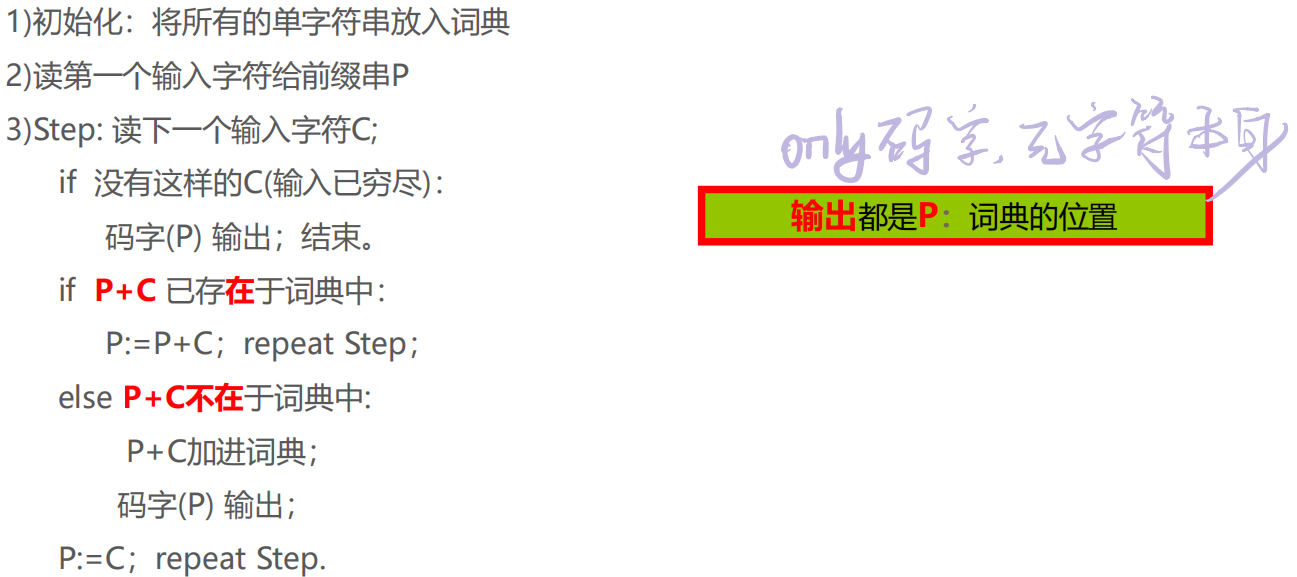 1)初始化：将所有的单字符串放入词典
2)读第一个输入字符给前缀串P
3)Step: 读下一个输入字符C;
only码字, 无字符本身
if 没有这样的C(输入已穷尽)：
码字(P) 输出；结束。
输出都是P：词典的位置
if P+C 已存在于词典中：
P:=P+C；repeat Step；
else P+C不在于词典中:
P+C加进词典；
码字(P) 输出；
P:=C；repeat Step.